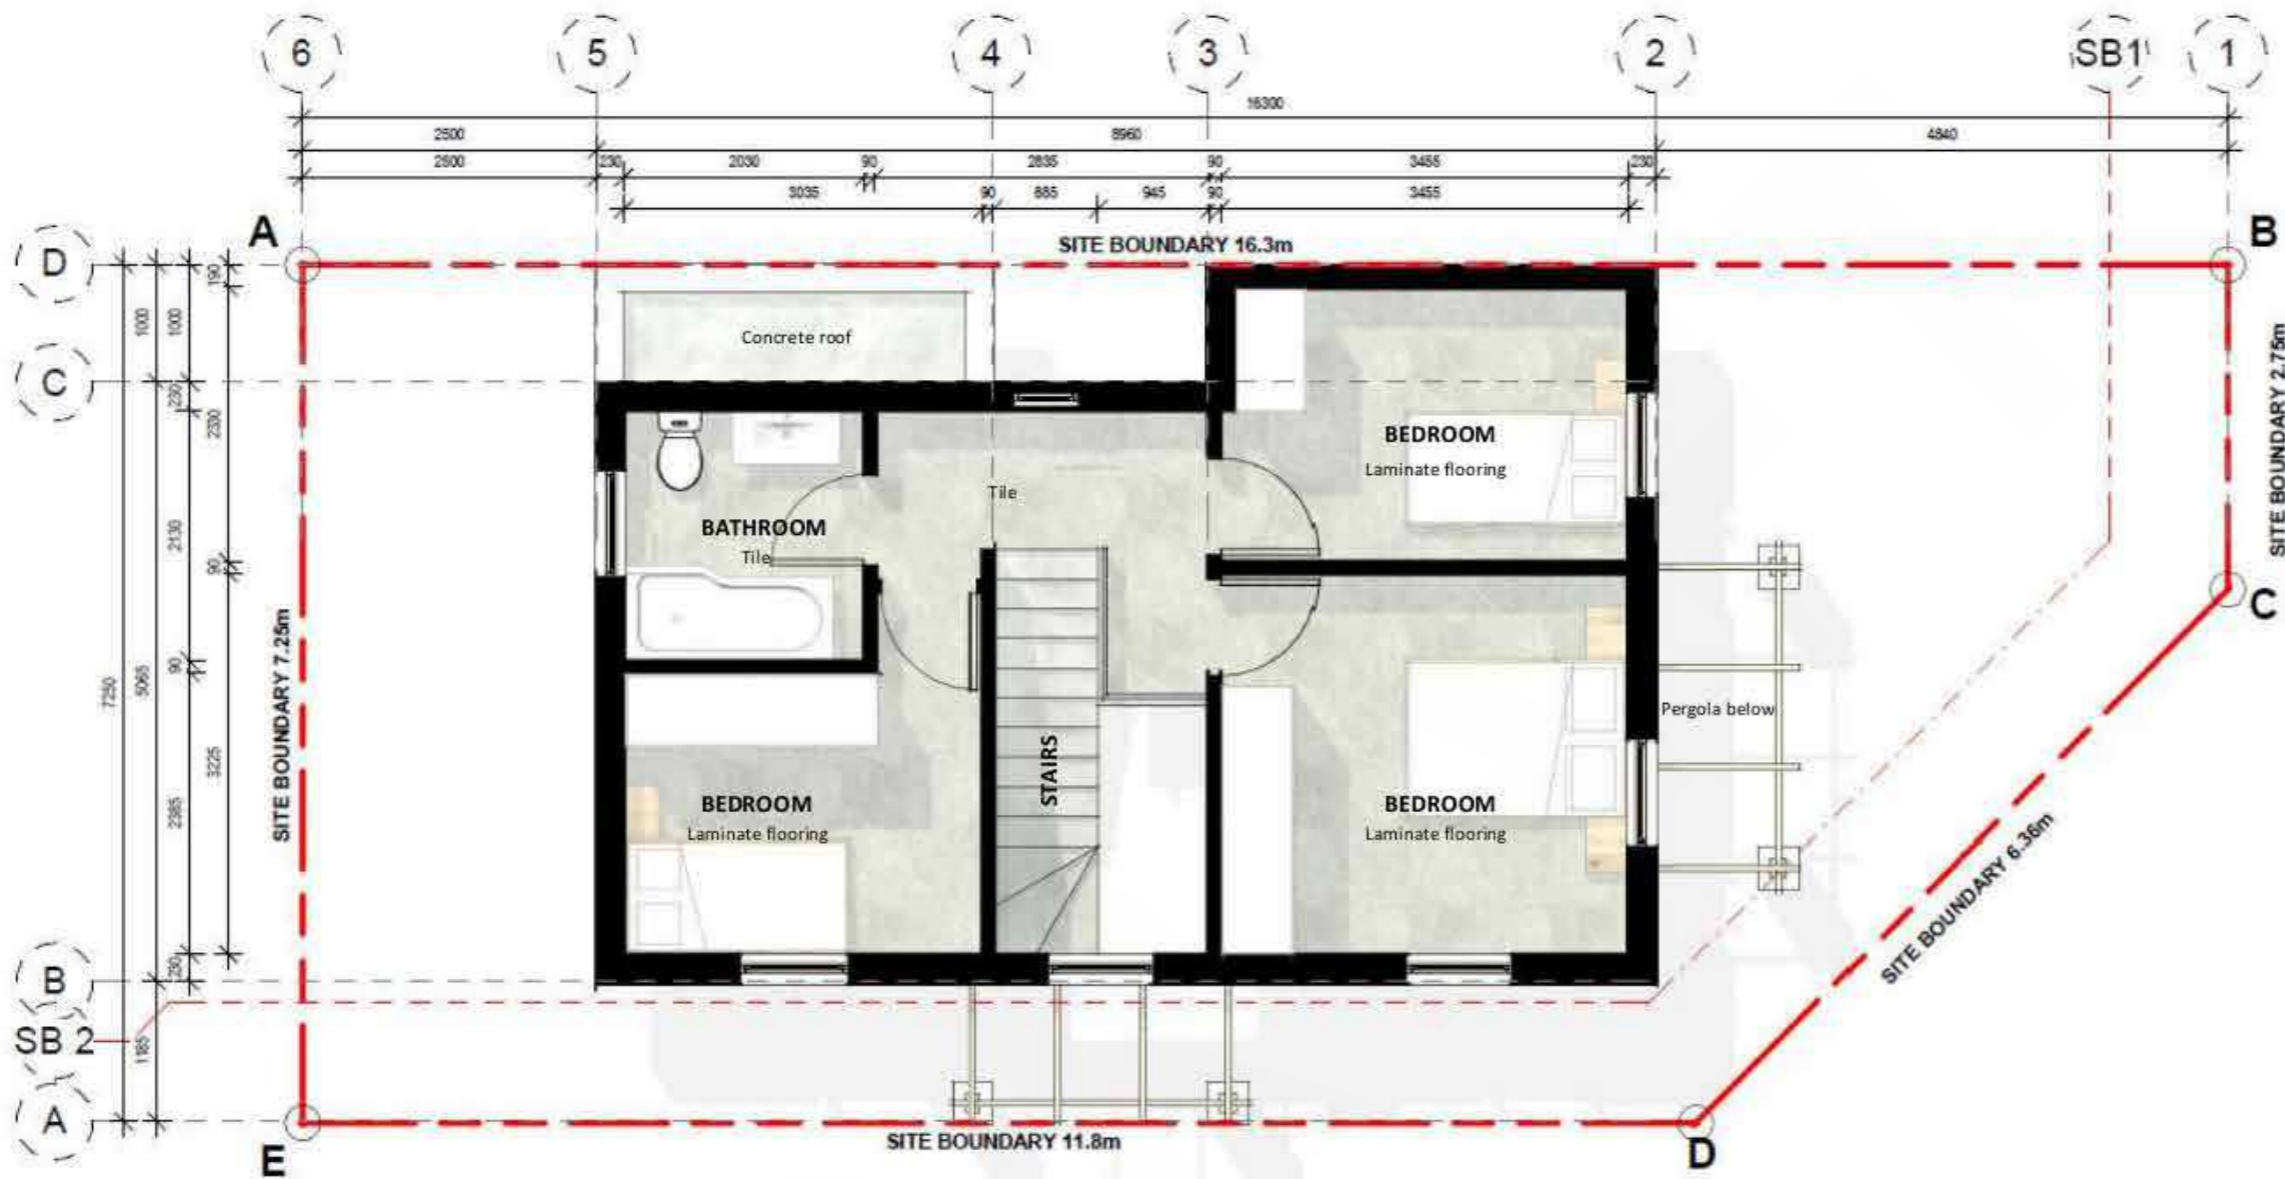 6 5 4 3 2 SB1 1
16300
2500 8960 4840
2500 230 2030 90 2835 90 3455 230
3035 90 885 945 90 3455
A
B
D
SITE BOUNDARY 16.3m
190
1000
1000
Concrete roof
C
230
2330
SITE BOUNDARY 2.75m
BEDROOM
Laminate flooring
Tile
BATHROOM
Tile
2130
90
C
SITE BOUNDARY 7.25m
90
5065
7250
3225
2385
Pergola below
STAIRS
BEDROOM
Laminate flooring
BEDROOM
Laminate flooring
SITE BOUNDARY 6.36m
B
230
SB 2
1185
A
SITE BOUNDARY 11.8m
E
D